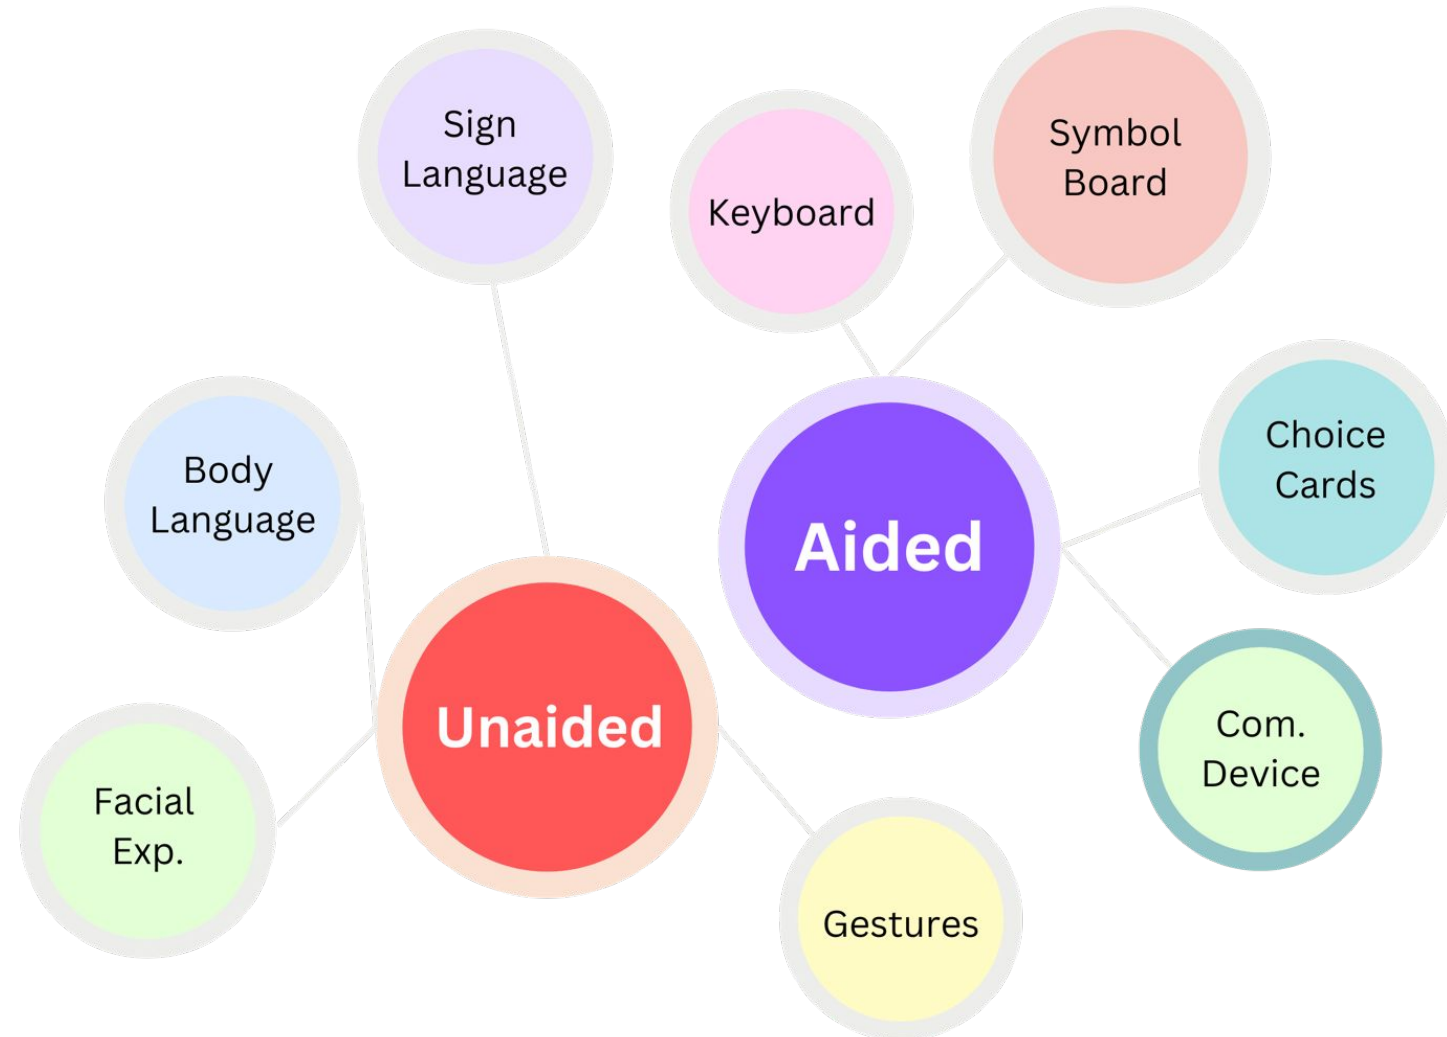 Sign
Language
Keyboard
Symbol
Board
Body
Language
Choice
Cards
Aided
Unaided
Com.
Device
Facial
Exp.
Gestures